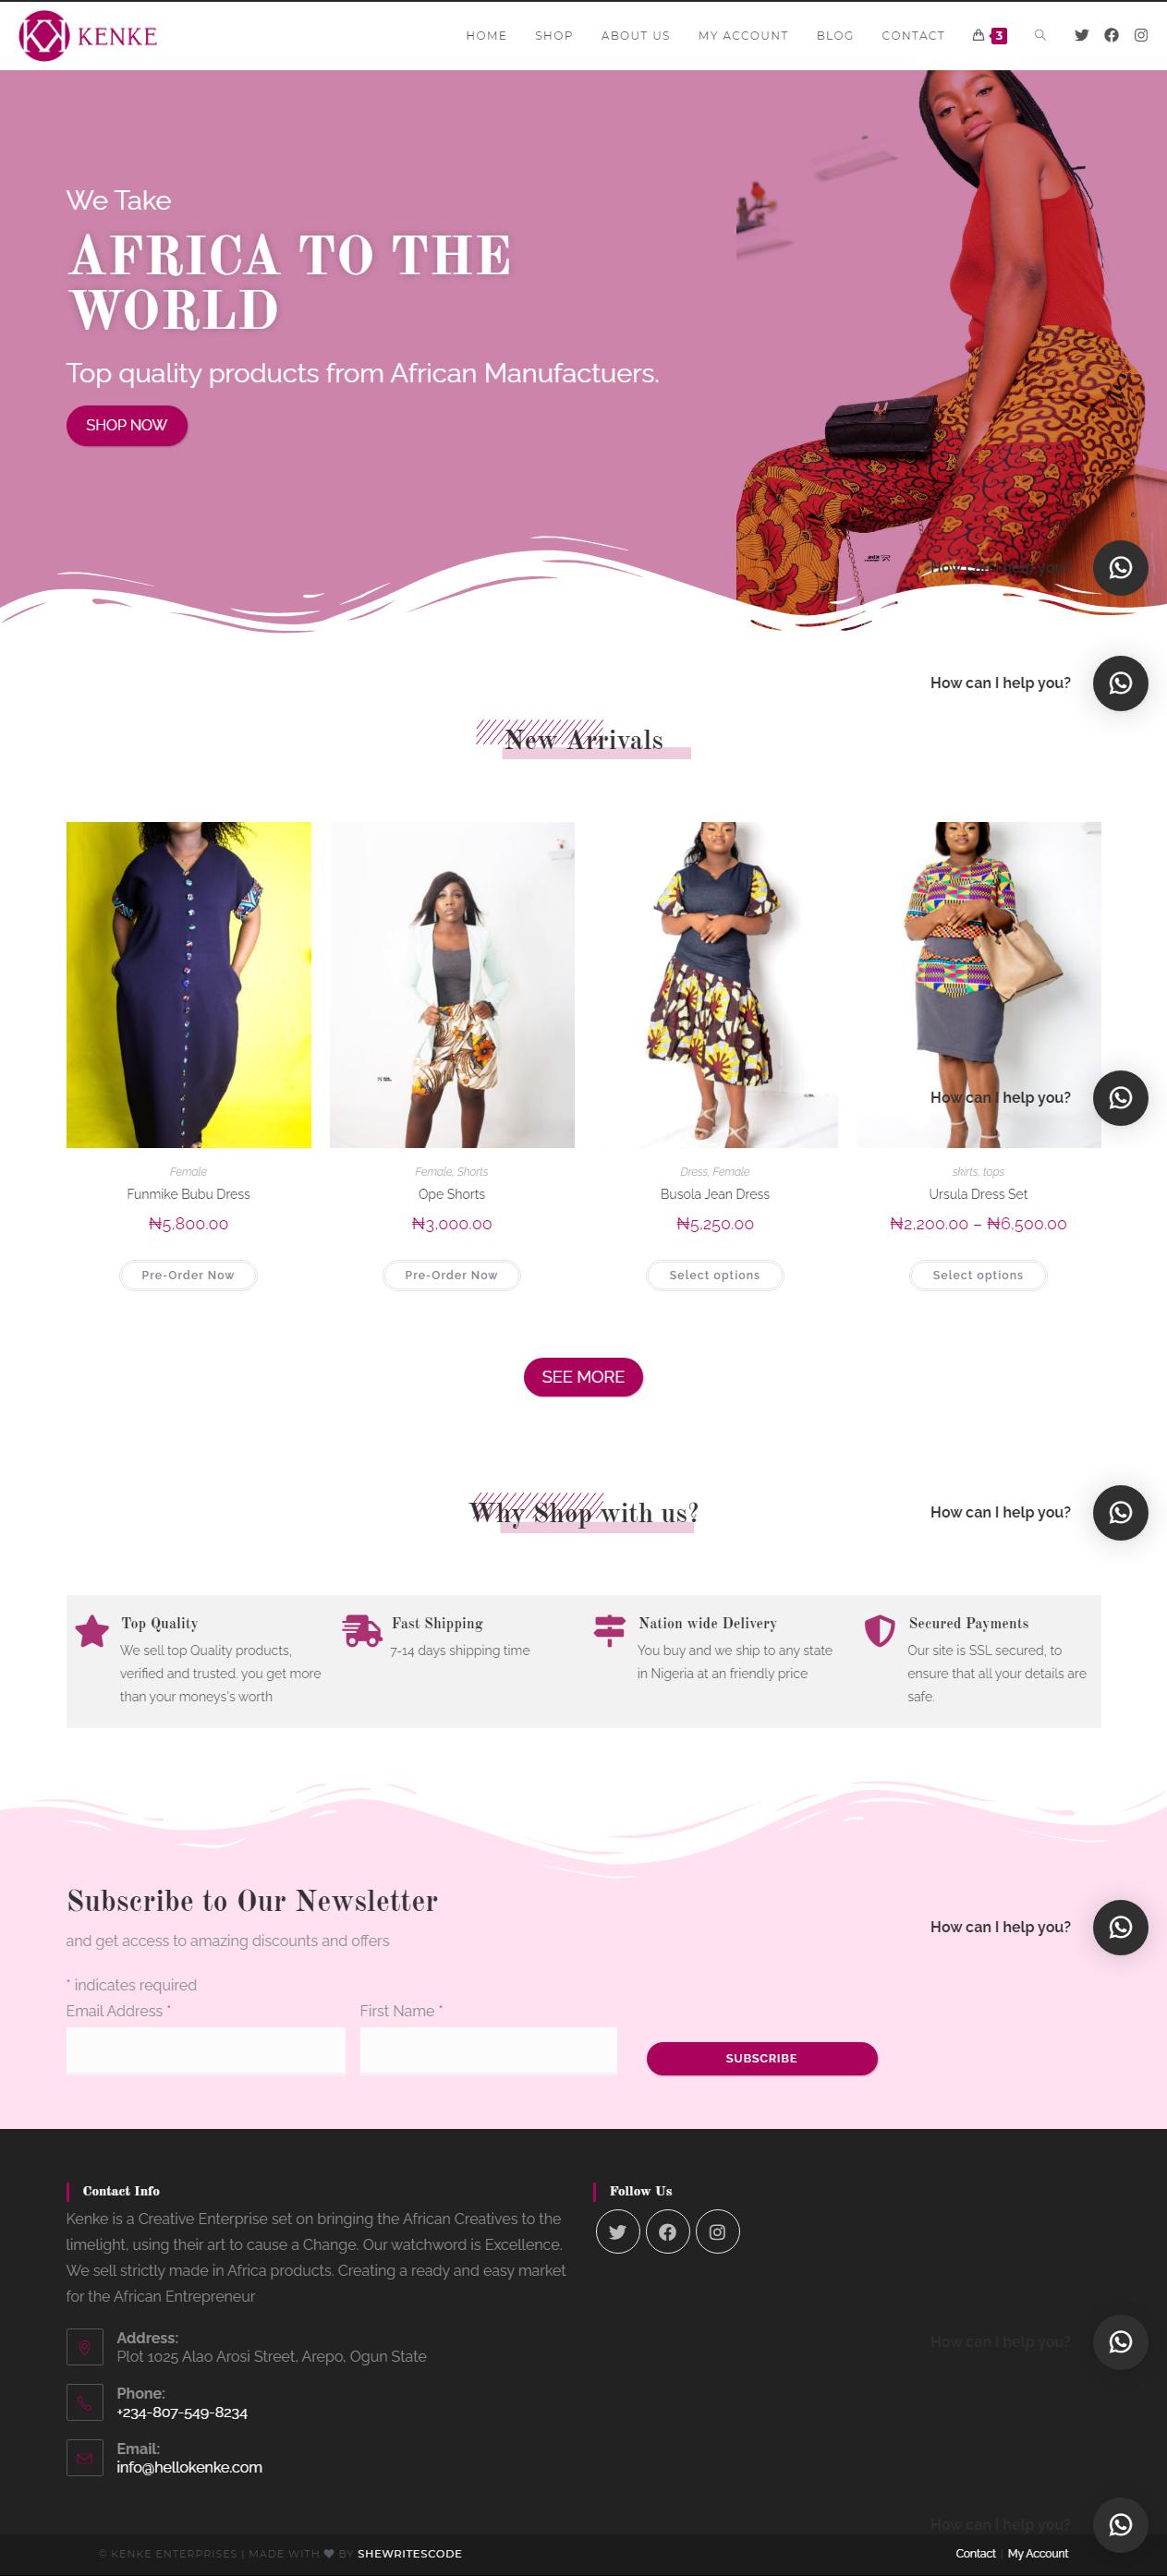 KENKE
HOME SHOP ABOUT US MY ACCOUNT BLOG CONTACT 3
We Take
AFRICA TO THE
WORLD
Top quality products from African Manufactuers.
SHOP NOW
How can I help you?
How can I help you?
New Arrivals
How can I help you?
Female
Funmike Bubu Dress
₦5,800.00
Pre-Order Now
Female, Shorts
Ope Shorts
₦3,000.00
Pre-Order Now
Dress, Female
Busola Jean Dress
₦5,250.00
Select options
skirts, tops
Ursula Dress Set
₦2,200.00 – ₦6,500.00
Select options
SEE MORE
Why Shop with us?
How can I help you?
Top Quality
We sell top Quality products,
verified and trusted. you get more
than your moneys's worth
Fast Shipping
7-14 days shipping time
Nation wide Delivery
You buy and we ship to any state
in Nigeria at an friendly price
Secured Payments
Our site is SSL secured, to
ensure that all your details are
safe.
Subscribe to Our Newsletter
and get access to amazing discounts and offers
How can I help you?
* indicates required
Email Address *
First Name *
SUBSCRIBE
Contact Info
Kenke is a Creative Enterprise set on bringing the African Creatives to the
limelight, using their art to cause a Change. Our watchword is Excellence.
We sell strictly made in Africa products. Creating a ready and easy market
for the African Entrepreneur
Address:
Plot 1025 Alao Arosi Street, Arepo, Ogun State
Phone:
+234-807-549-8234
Email:
info@hellokenke.com
Follow Us
How can I help you?
How can I help you?
© KENKE ENTERPRISES | MADE WITH ♥ BY SHEWRITESCODE
Contact | My Account